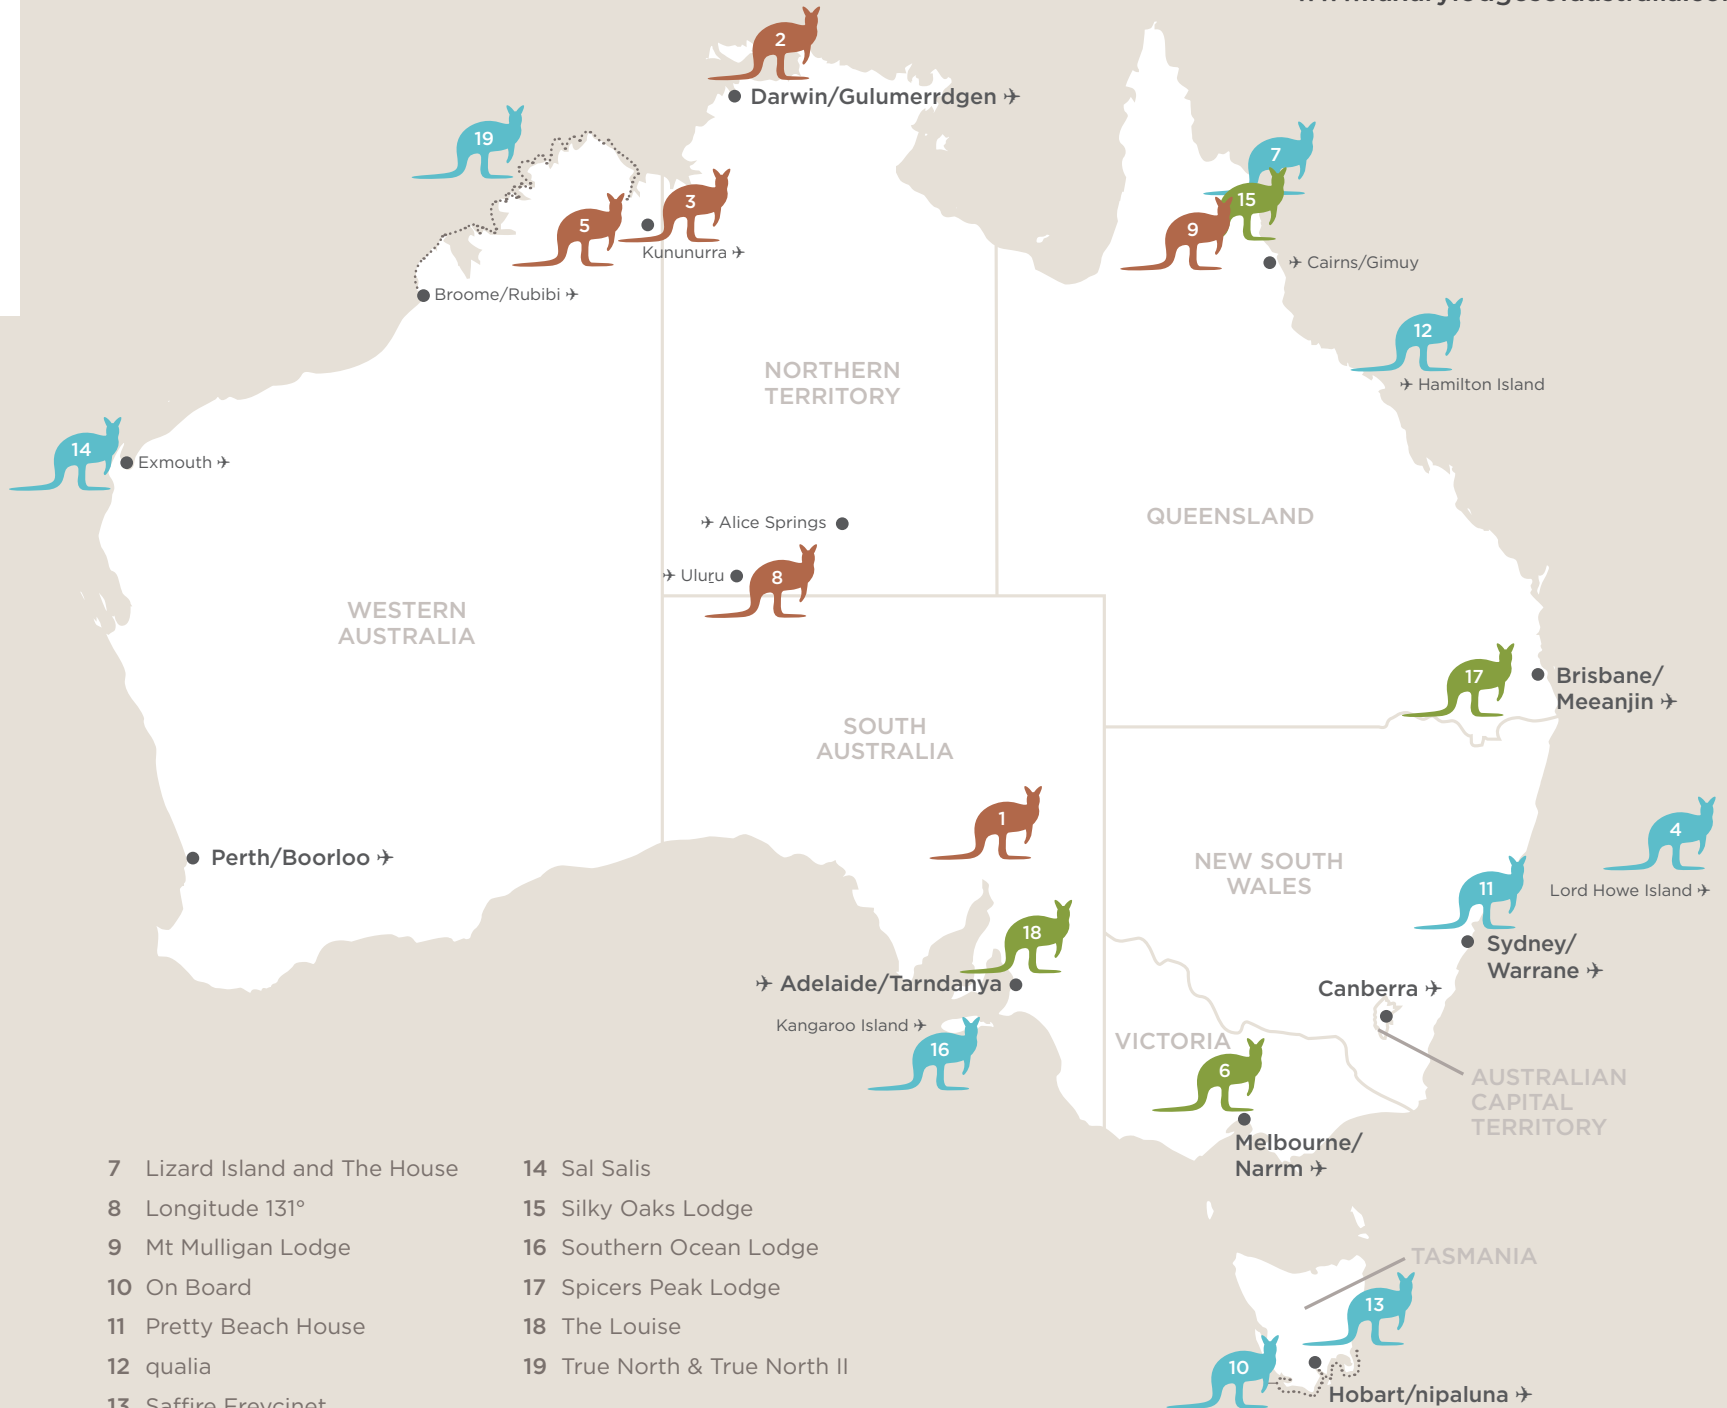 2
Darwin/Gulumerrdgen ✈
19
7
3
15
5
9
Kununurra ✈
✈ Cairns/Gimuy
Broome/Rubibi ✈
12
NORTHERN
TERRITORY
✈ Hamilton Island
14
Exmouth ✈
✈ Alice Springs
QUEENSLAND
✈ Uluṟu
8
WESTERN
AUSTRALIA
17
Brisbane/
Meeanjin ✈
SOUTH
AUSTRALIA
1
4
Perth/Boorloo ✈
NEW SOUTH
WALES
11
Lord Howe Island ✈
18
Sydney/
Warrane ✈
✈ Adelaide/Tarndanya
Canberra ✈
Kangaroo Island ✈
16
VICTORIA
6
AUSTRALIAN
CAPITAL
TERRITORY
Melbourne/
Narrm ✈
7 Lizard Island and The House
8 Longitude 131°
9 Mt Mulligan Lodge
10 On Board
11 Pretty Beach House
12 qualia
13 Saffire Freycinet
14 Sal Salis
15 Silky Oaks Lodge
16 Southern Ocean Lodge
17 Spicers Peak Lodge
18 The Louise
19 True North & True North II
TASMANIA
13
10
Hobart/nipaluna ✈